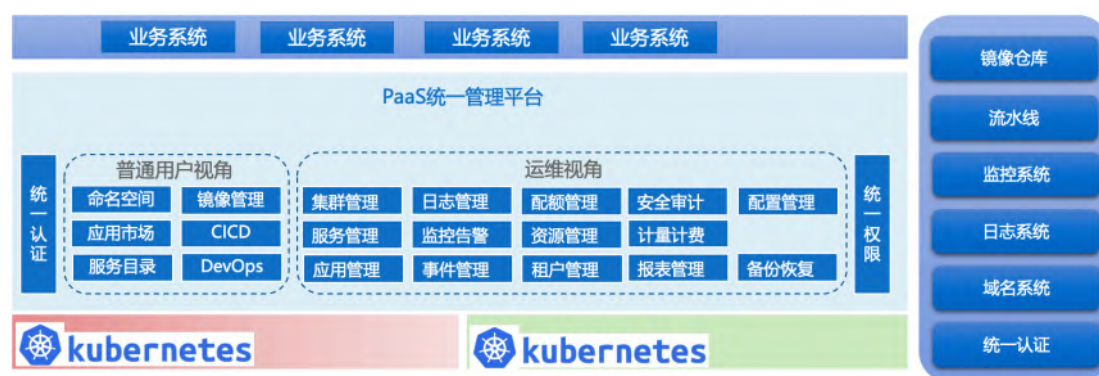 业务系统 业务系统 业务系统 业务系统
PaaS统一管理平台
统一认证
普通用户视角
命名空间 镜像管理
应用市场 CICD
服务目录 DevOps
运维视角
集群管理 日志管理 配额管理 安全审计 配置管理
服务管理 监控告警 资源管理 计量计费
应用管理 事件管理 租户管理 报表管理 备份恢复
统一权限
kubernetes kubernetes
镜像仓库
流水线
监控系统
日志系统
域名系统
统一认证